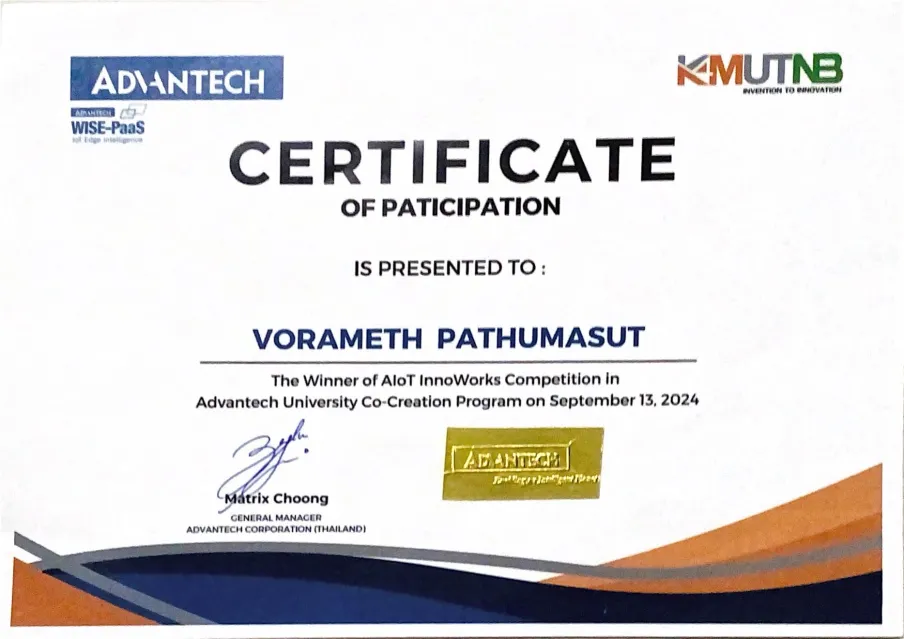 ADVANTECH
KMUTNB
INVENTION TO INNOVATION
ADVANTECH
WISE-PaaS
IoT Edge Intelligence
CERTIFICATE
OF PATICIPATION
IS PRESENTED TO :
VORAMETH PATHUMASUT
The Winner of AIoT InnoWorks Competition in
Advantech University Co-Creation Program on September 13, 2024
ADVANTECH
Matrix Choong
GENERAL MANAGER
ADVANTECH CORPORATION (THAILAND)